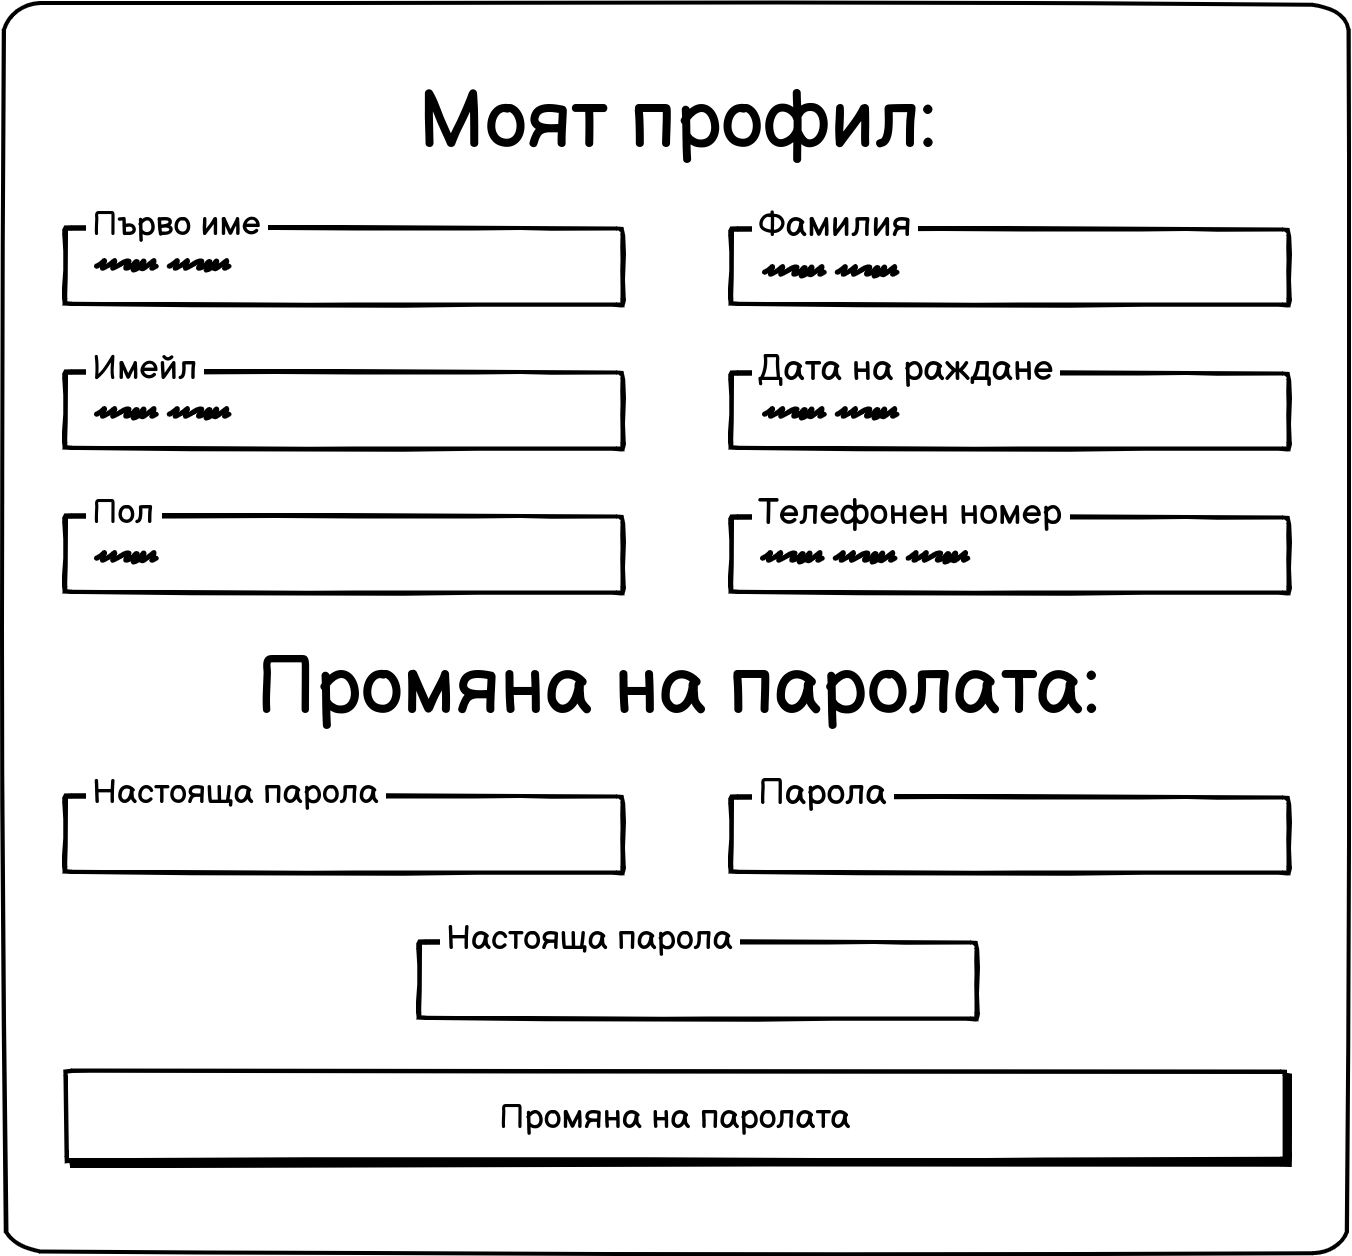 Моят профил:
Първо име
Фамилия
Имейл
Дата на раждане
Пол
Телефонен номер
Промяна на паролата:
Настояща парола
Парола
Настояща парола
Промяна на паролата